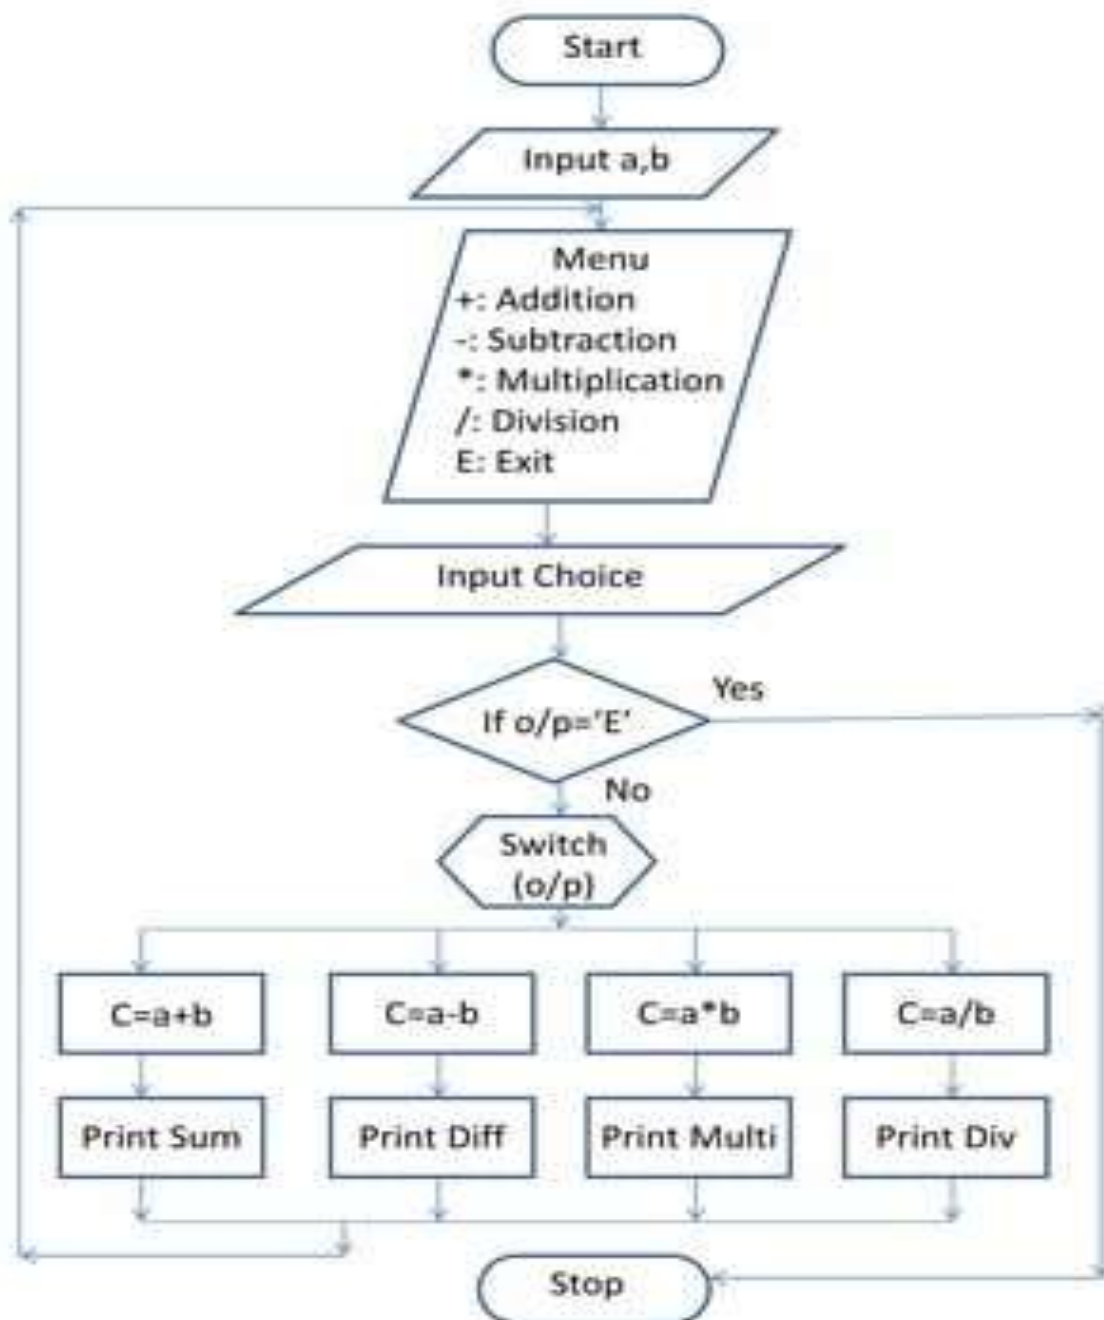 Start
Input a,b
Menu
+: Addition
-: Subtraction
*: Multiplication
/: Division
E: Exit
Input Choice
If o/p='E'
Yes
No
Switch
(o/p)
C=a+b
C=a-b
C=a*b
C=a/b
Print Sum
Print Diff
Print Multi
Print Div
Stop